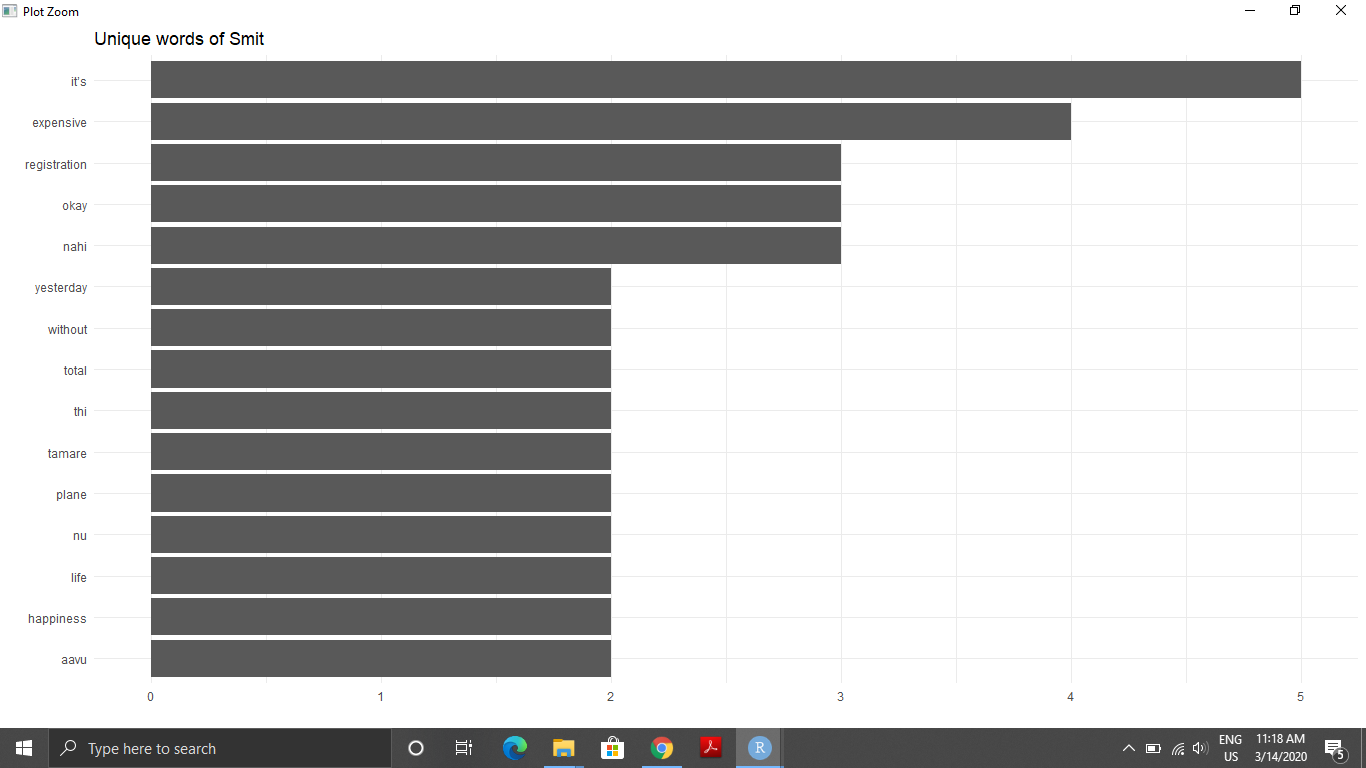 Plot Zoom
Unique words of Smit
it's
expensive
registration
okay
nahi
yesterday
without
total
thi
tamare
plane
nu
life
happiness
aavu
0 1 2 3 4 5
Type here to search
R
ENG
US
11:18 AM
3/14/2020
5